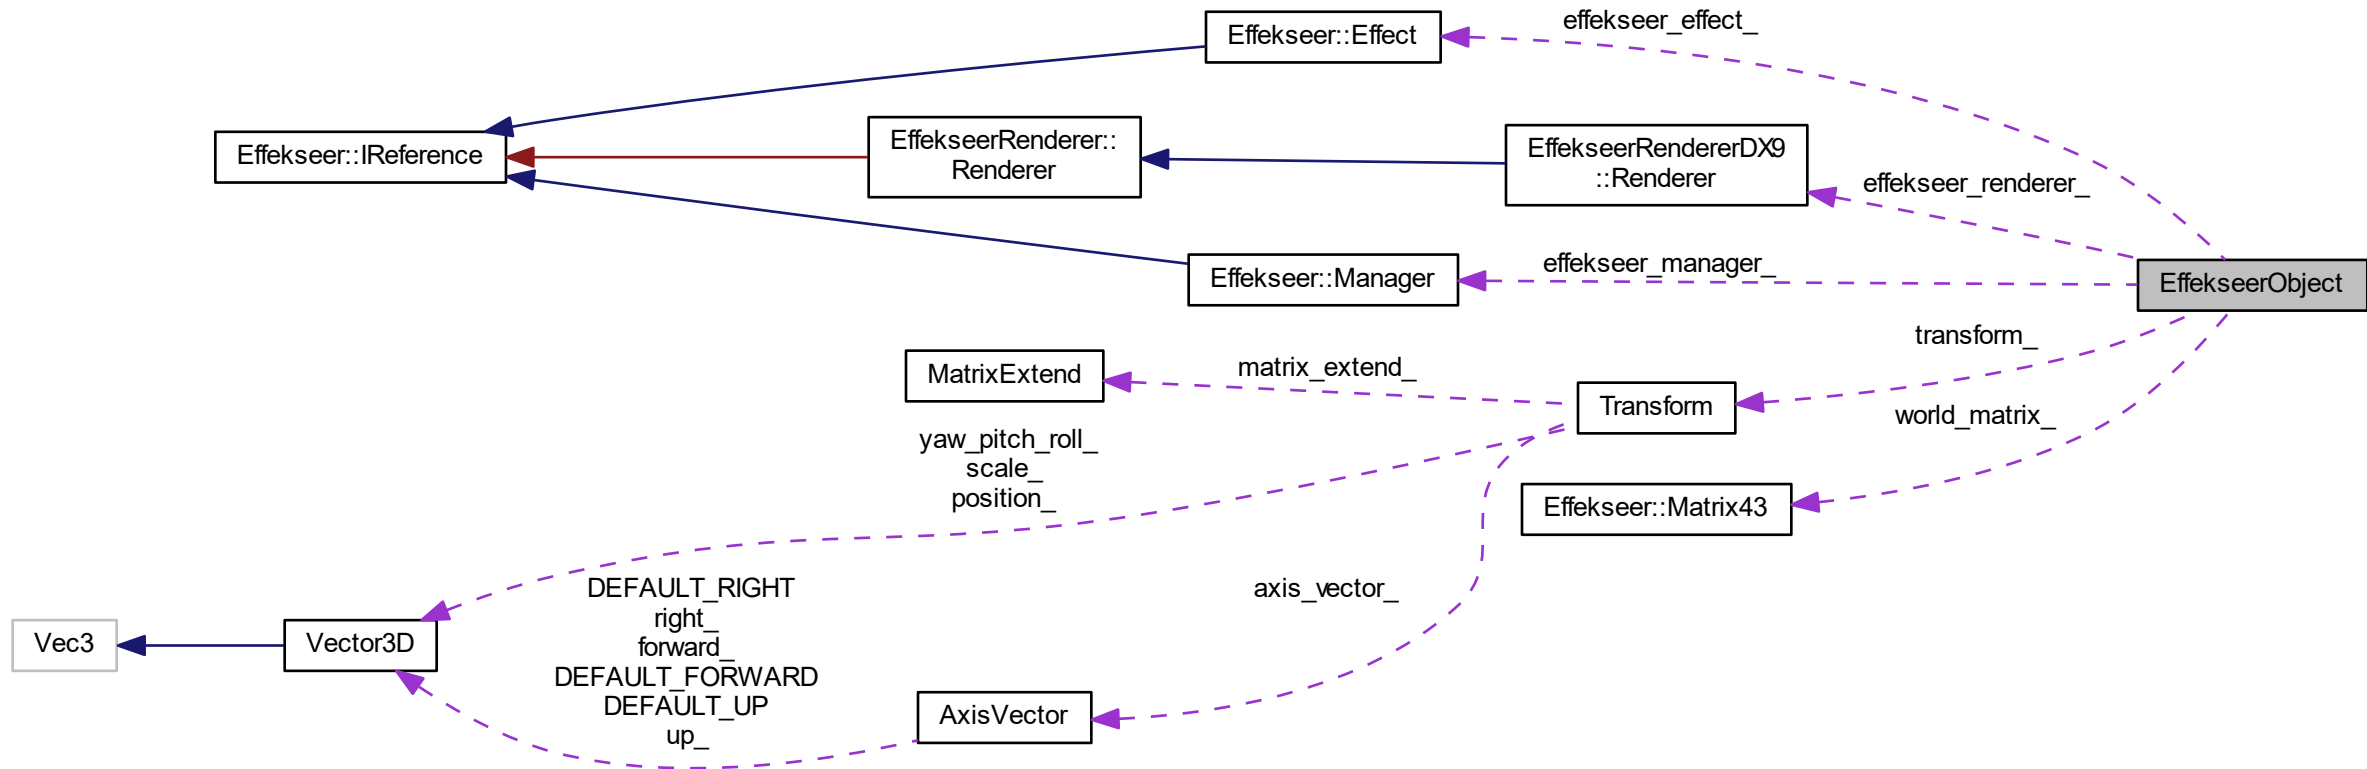 effekseer_effect_
Effekseer::Effect
Effekseer::IReference
EffekseerRenderer::
Renderer
EffekseerRendererDX9
::Renderer
effekseer_renderer_
effekseer_manager_
Effekseer::Manager
EffekseerObject
transform_
MatrixExtend
matrix_extend_
Transform
world_matrix_
yaw_pitch_roll_
scale_
position_
Effekseer::Matrix43
axis_vector_
DEFAULT_RIGHT
right_
forward_
DEFAULT_FORWARD
DEFAULT_UP
up_
Vec3
Vector3D
AxisVector